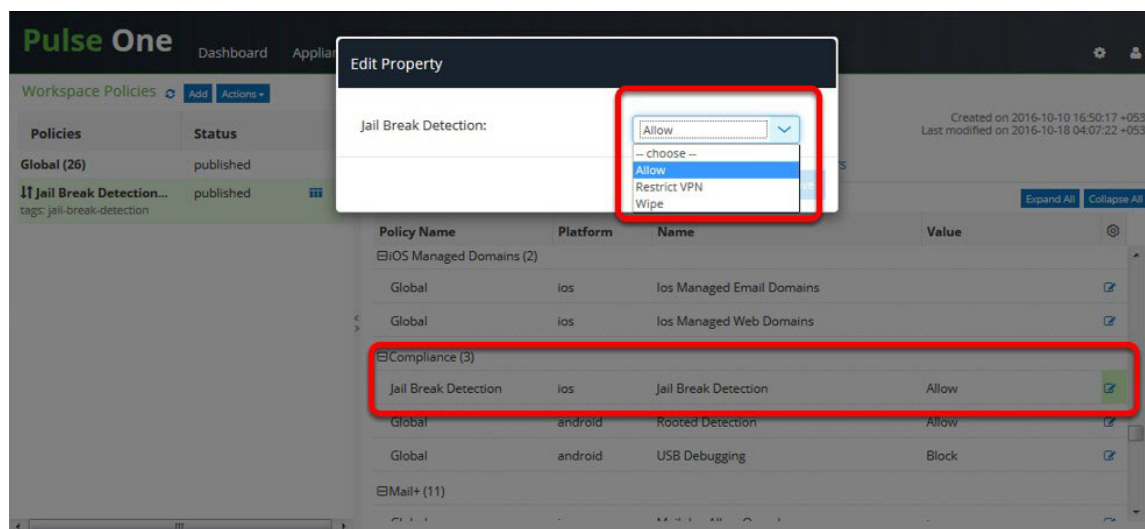 Pulse One
Dashboard
Edit Property
Workspace Policies
Add
Actions
Jail Break Detection:
Allow
-- choose --
Allow
Restrict VPN
Wipe
Created on 2016-10-10 16:50:17 +053
Last modified on 2016-10-18 04:07:22 +053
Policies Status
Global (26) published
Jail Break Detection... published
tags: jail-break-detection
Expand All
Collapse All
Policy Name Platform Name Value
iOS Managed Domains (2)
Global ios Ios Managed Email Domains
Global ios Ios Managed Web Domains
Compliance (3)
Jail Break Detection ios Jail Break Detection Allow
Global android Rooted Detection Allow
Global android USB Debugging Block
Mail+ (11)